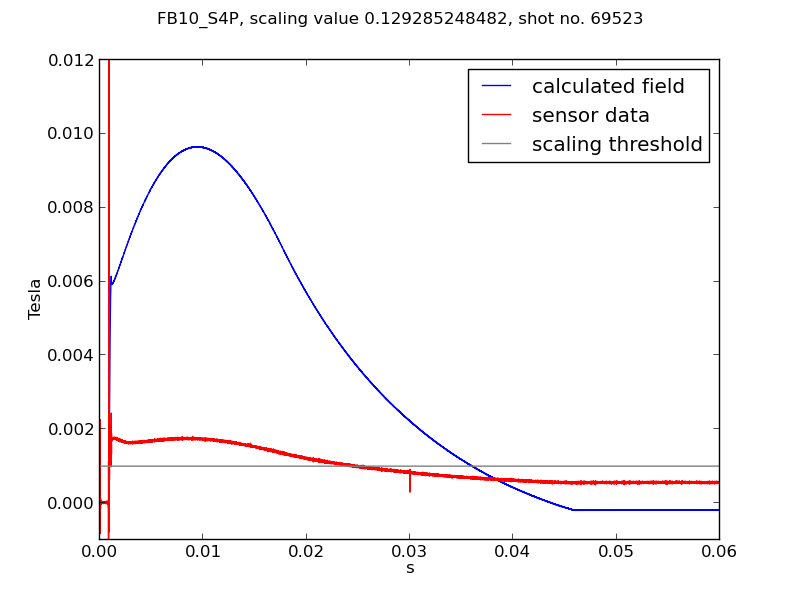 FB10_S4P, scaling value 0.129285248482, shot no. 69523
0.012
calculated field
sensor data
scaling threshold
0.010
0.008
0.006
Tesla
0.004
0.002
0.000
0.00 0.01 0.02 0.03 0.04 0.05 0.06
s